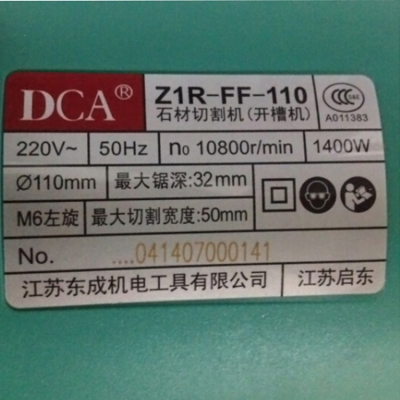 DCA® Z1R-FF-110
石材切割机(开槽机)
A011383
220V~ 50Hz n₀ 10800r/min 1400W
Ø110mm 最大锯深:32mm
M6左旋 最大切割宽度:50mm
No. ....041407000141
江苏东成机电工具有限公司 江苏启东